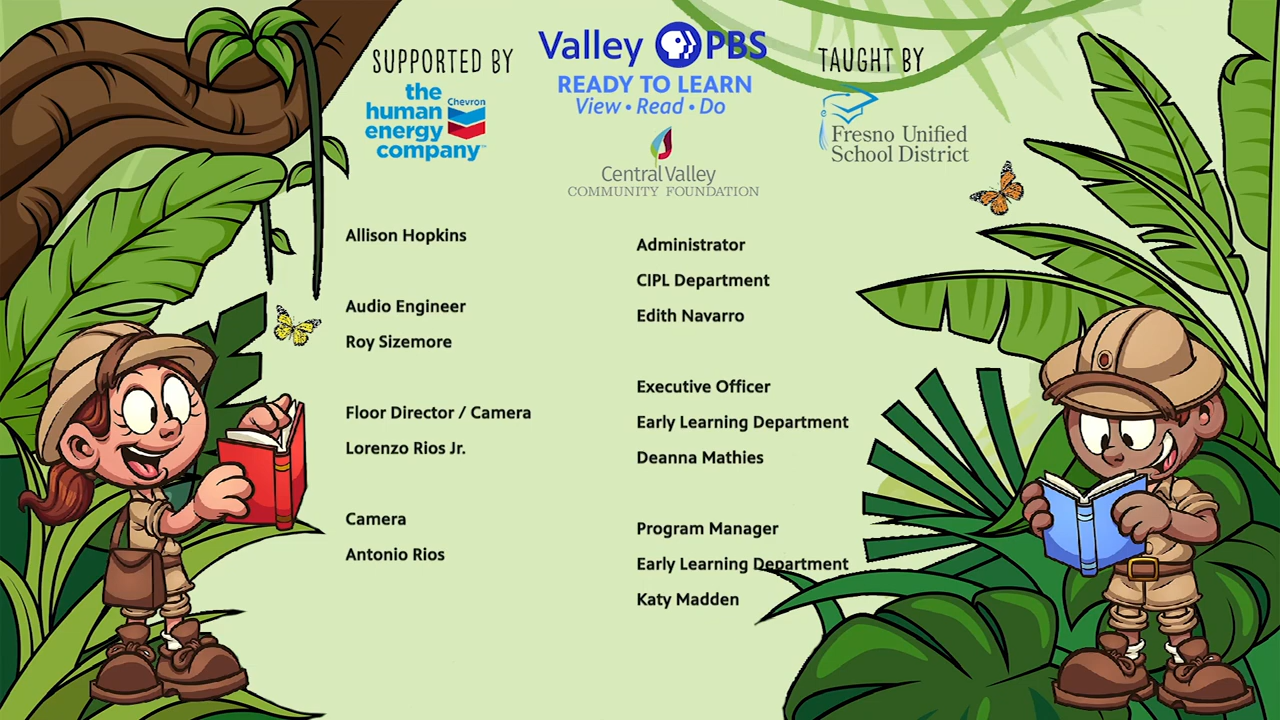 SUPPORTED BY
the
human
energy
company™
Chevron
Valley PBS
READY TO LEARN
View • Read • Do
Central Valley
COMMUNITY FOUNDATION
TAUGHT BY
Fresno Unified
School District
Allison Hopkins
Audio Engineer
Roy Sizemore
Floor Director / Camera
Lorenzo Rios Jr.
Camera
Antonio Rios
Administrator
CIPL Department
Edith Navarro
Executive Officer
Early Learning Department
Deanna Mathies
Program Manager
Early Learning Department
Katy Madden